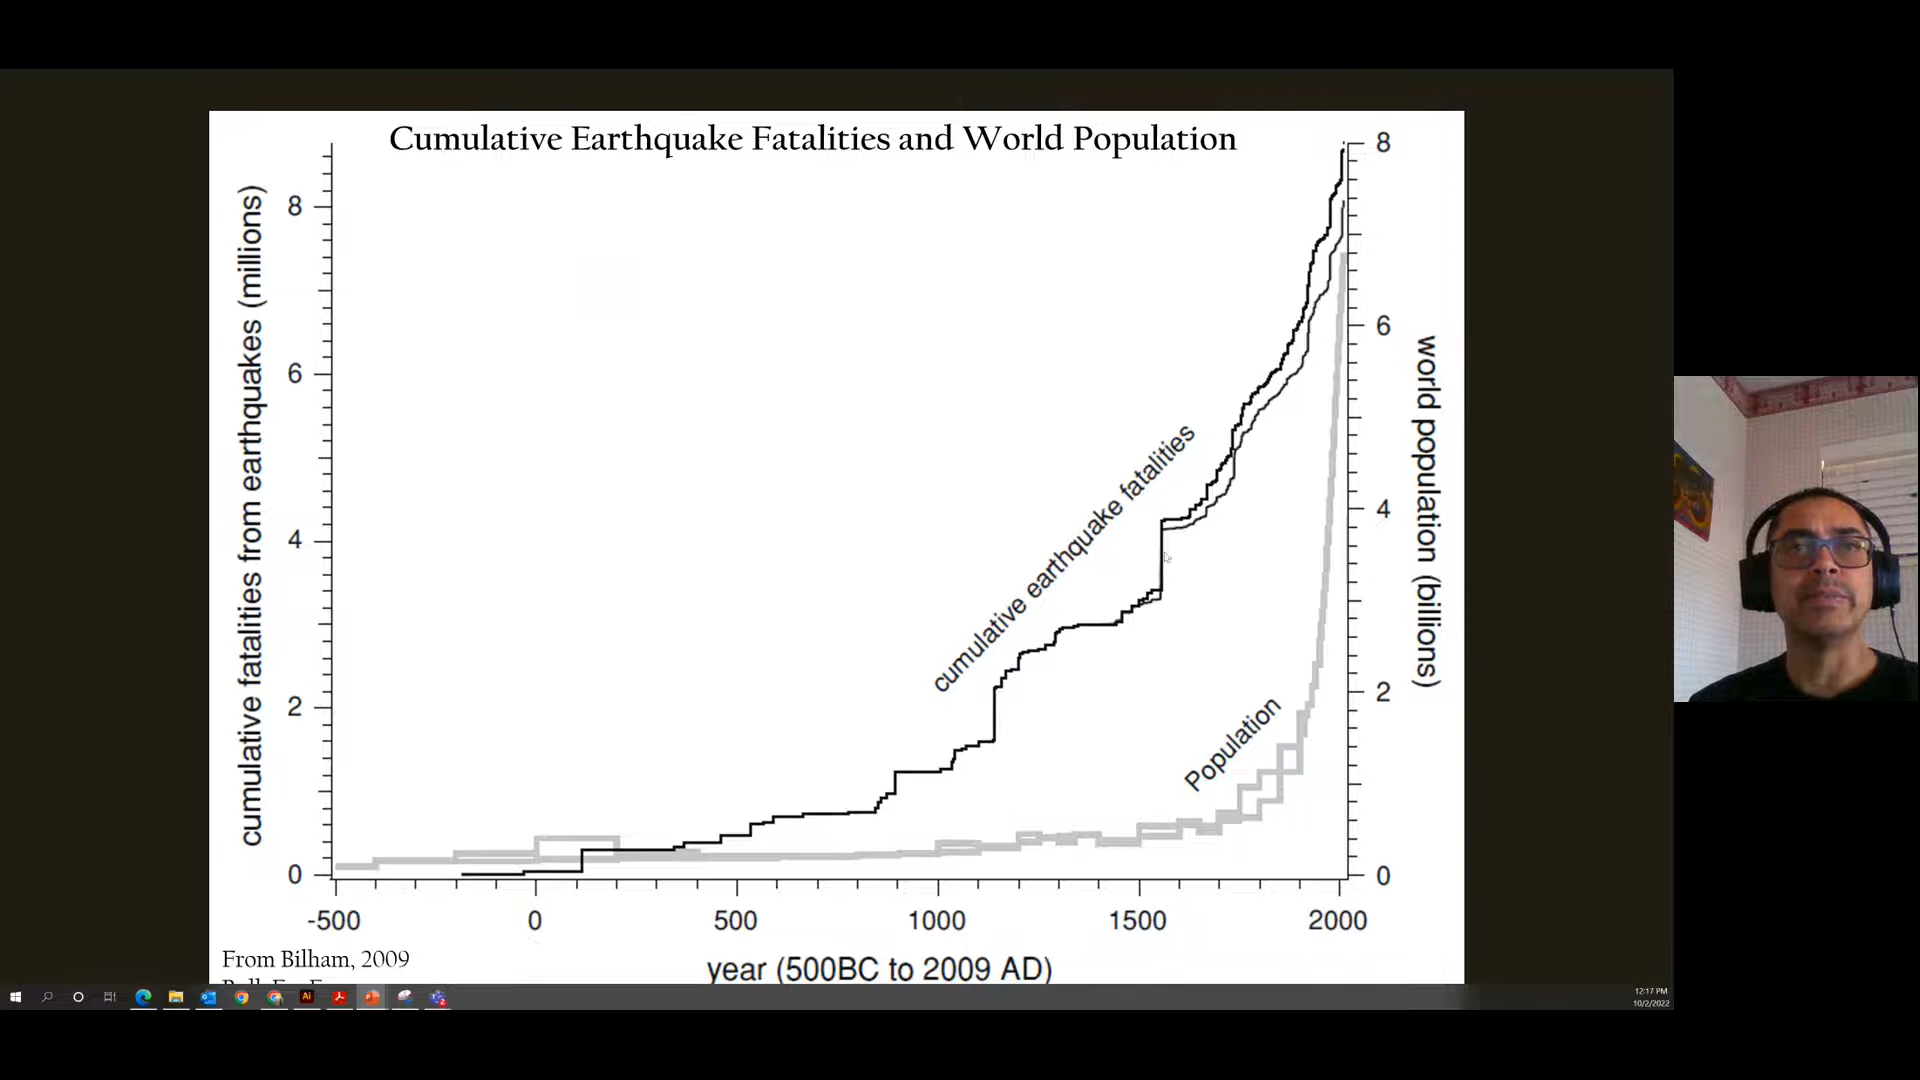 Cumulative Earthquake Fatalities and World Population
cumulative fatalities from earthquakes (millions)
8
6
4
2
0
cumulative earthquake fatalities
Population
8
6
4
2
0
world population (billions)
-500 0 500 1000 1500 2000
year (500BC to 2009 AD)
From Bilham, 2009
Ai
12:17 PM
10/2/2022